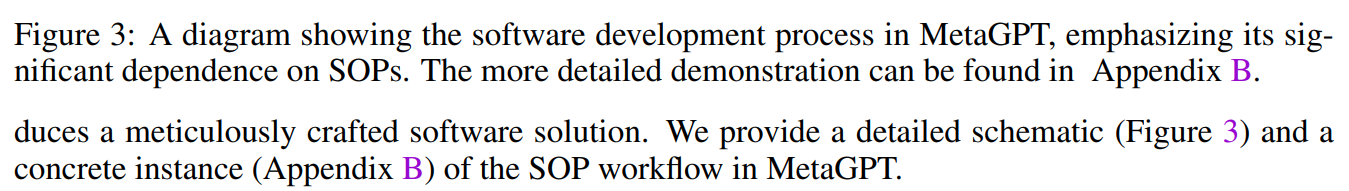 Figure 3: A diagram showing the software development process in MetaGPT, emphasizing its sig-
nificant dependence on SOPs. The more detailed demonstration can be found in Appendix B.
duces a meticulously crafted software solution. We provide a detailed schematic (Figure 3) and a
concrete instance (Appendix B) of the SOP workflow in MetaGPT.